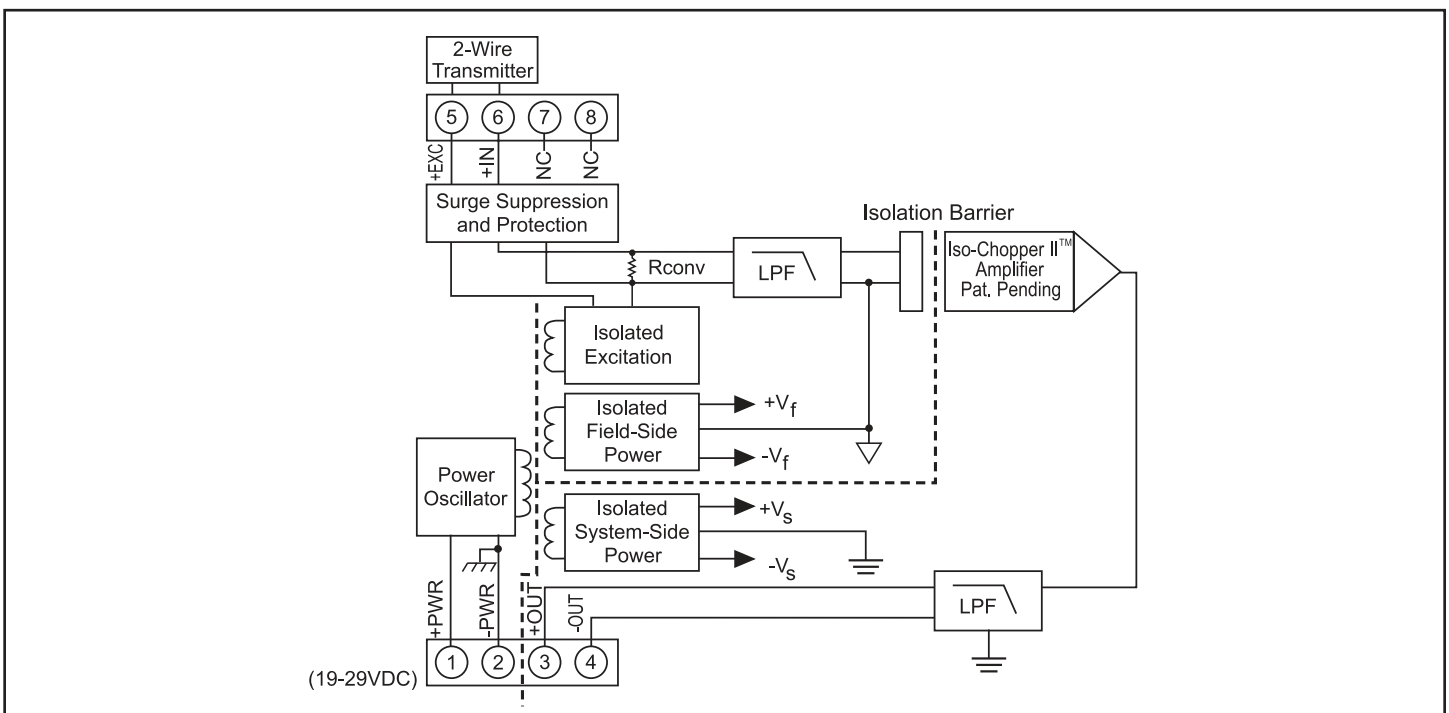 2-Wire
Transmitter
5
6
7
8
+EXC
+IN
NC
NC
Surge Suppression
and Protection
Isolation Barrier
Rconv
LPF
Iso-Chopper II™
Amplifier
Pat. Pending
Isolated
Excitation
Isolated
Field-Side
Power
+Vf
-Vf
Power
Oscillator
Isolated
System-Side
Power
+Vs
-Vs
+PWR
-PWR
+OUT
-OUT
LPF
(19-29VDC)
1
2
3
4